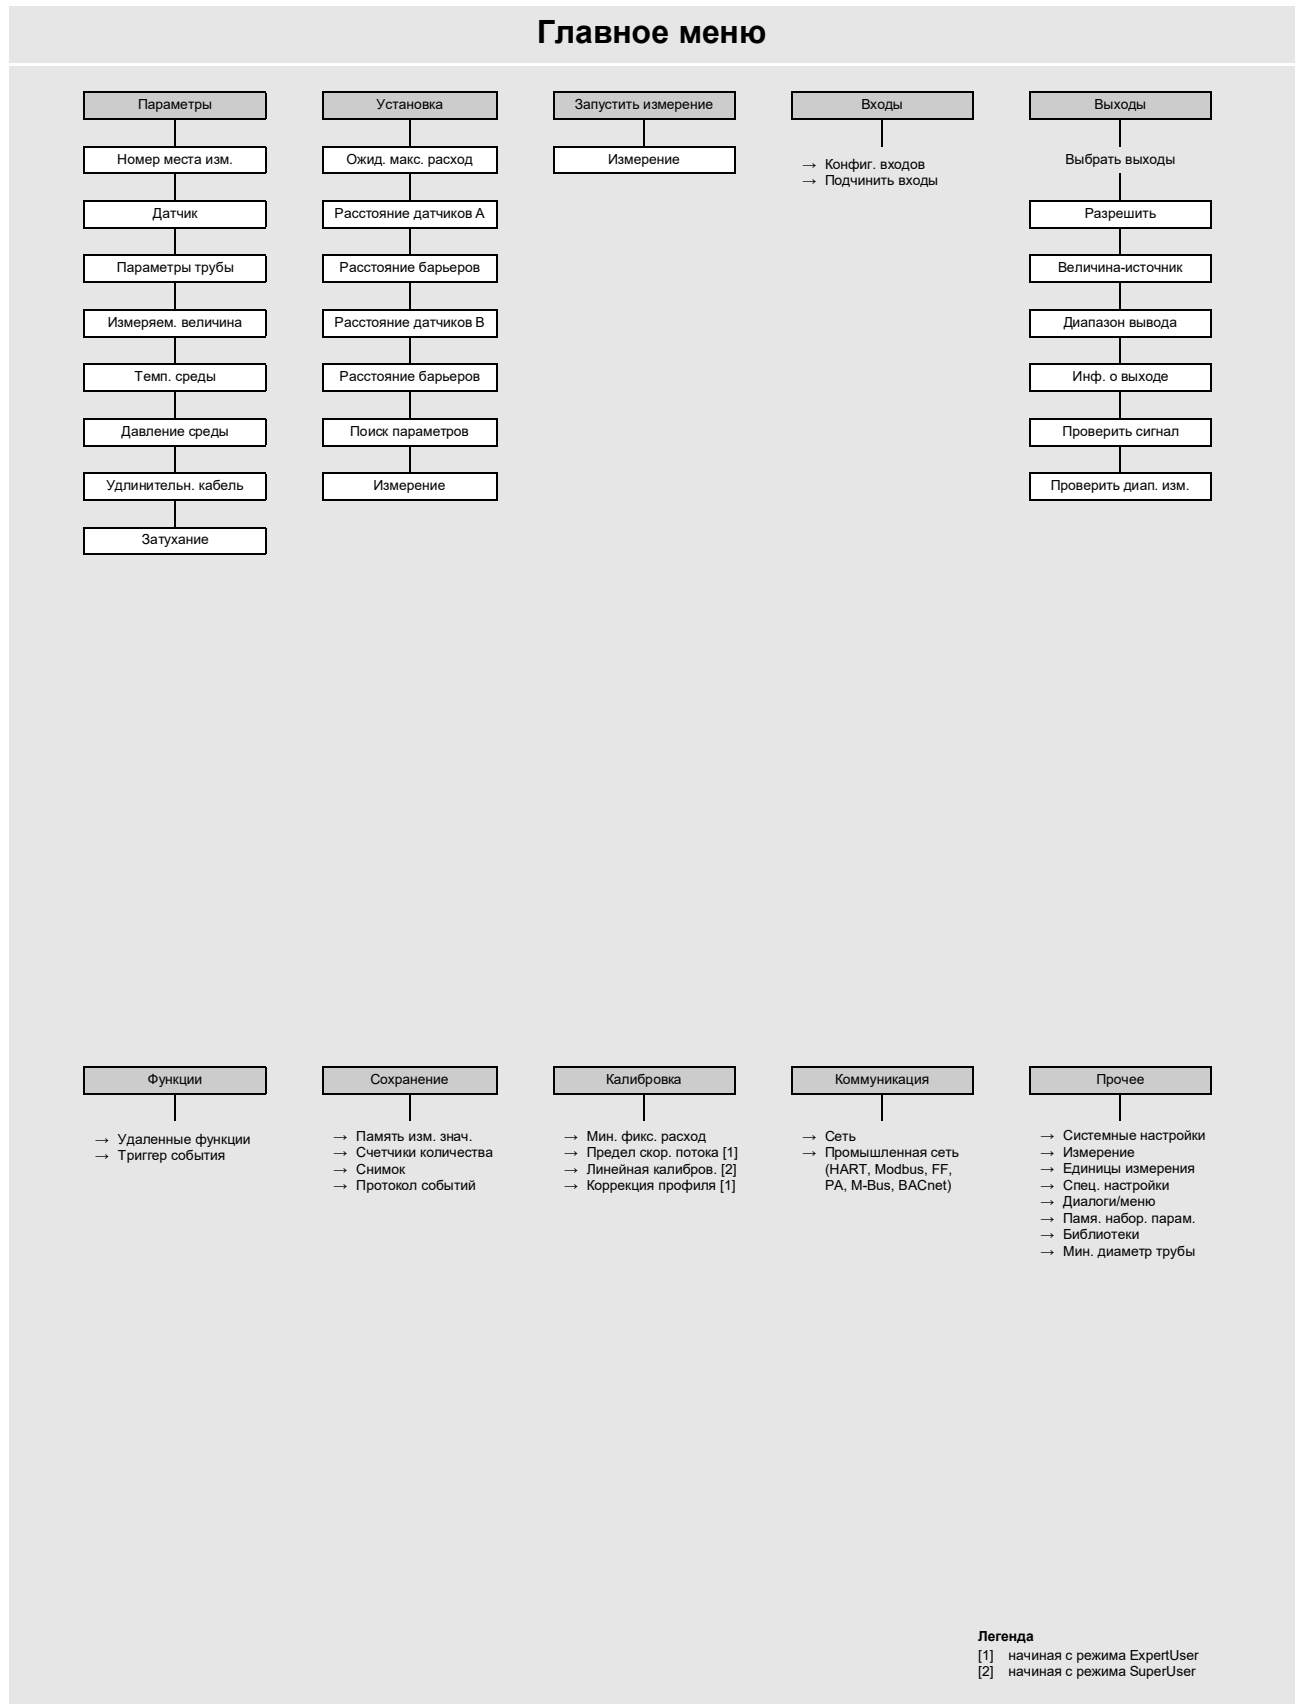 Главное меню
Параметры
Номер места изм.
Датчик
Параметры трубы
Измеряем. величина
Темп. среды
Давление среды
Удлинительн. кабель
Затухание
Установка
Ожид. макс. расход
Расстояние датчиков A
Расстояние барьеров
Расстояние датчиков B
Расстояние барьеров
Поиск параметров
Измерение
Запустить измерение
Измерение
Входы
→ Конфиг. входов
→ Подчинить входы
Выходы
Выбрать выходы
Разрешить
Величина-источник
Диапазон вывода
Инф. о выходе
Проверить сигнал
Проверить диап. изм.
Функции
→ Удаленные функции
→ Триггер события
Сохранение
→ Память изм. знач.
→ Счетчики количества
→ Снимок
→ Протокол событий
Калибровка
→ Мин. фикс. расход
→ Предел скор. потока [1]
→ Линейная калибров. [2]
→ Коррекция профиля [1]
Коммуникация
→ Сеть
→ Промышленная сеть
(HART, Modbus, FF,
PA, M-Bus, BACnet)
Прочее
→ Системные настройки
→ Измерение
→ Единицы измерения
→ Спец. настройки
→ Диалоги/меню
→ Памя. набор. парам.
→ Библиотеки
→ Мин. диаметр трубы
Легенда
[1] начиная с режима ExpertUser
[2] начиная с режима SuperUser